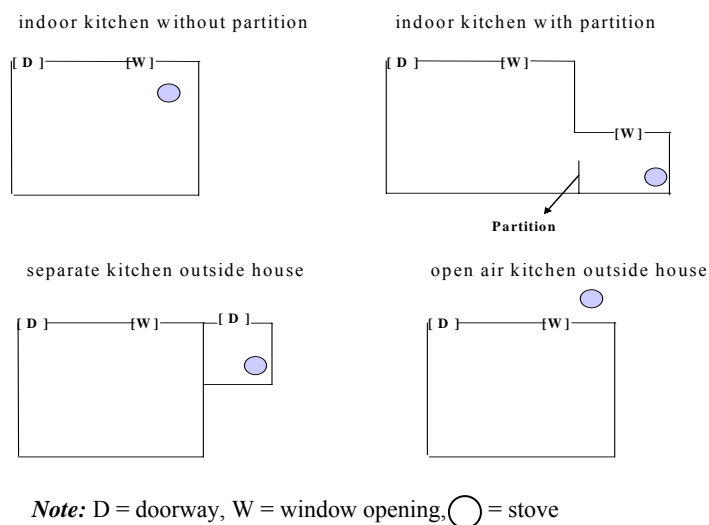 indoor kitchen without partition
indoor kitchen with partition
[ D ] [W]
[ D ] [W]
[W]
Partition
separate kitchen outside house
open air kitchen outside house
[ D ] [W] [ D ]
[ D ] [W]
Note: D = doorway, W = window opening, = stove